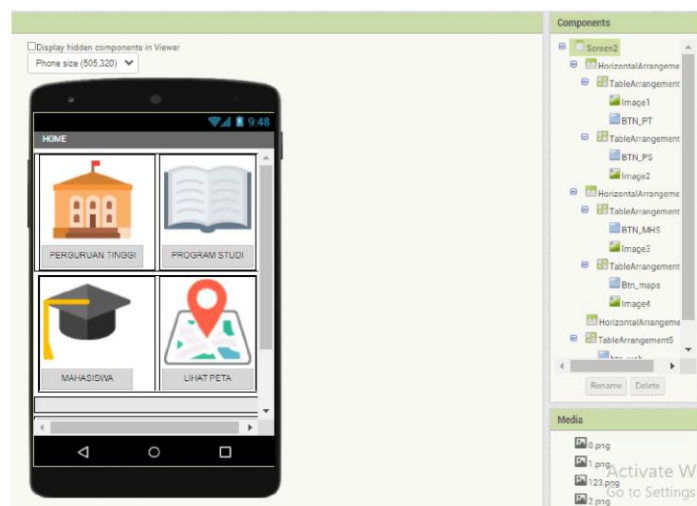 Display hidden components in Viewer
Phone size (505,320)
9:48
HOME
PERGURUAN TINGGI
PROGRAM STUDI
MAHASISWA
LIHAT PETA
Components
Screen2
HorizontalArrangeme
TableArrangement
Image1
BTN_PT
TableArrangement
BTN_PS
Image2
HorizontalArrangeme
TableArrangement
BTN_MHS
Image3
TableArrangement
Btn_maps
Image4
HorizontalArrangeme
TableArrangement5
Rename
Delete
Media
0.png
1.png
123.png
2.png
Activate W
Go to Settings